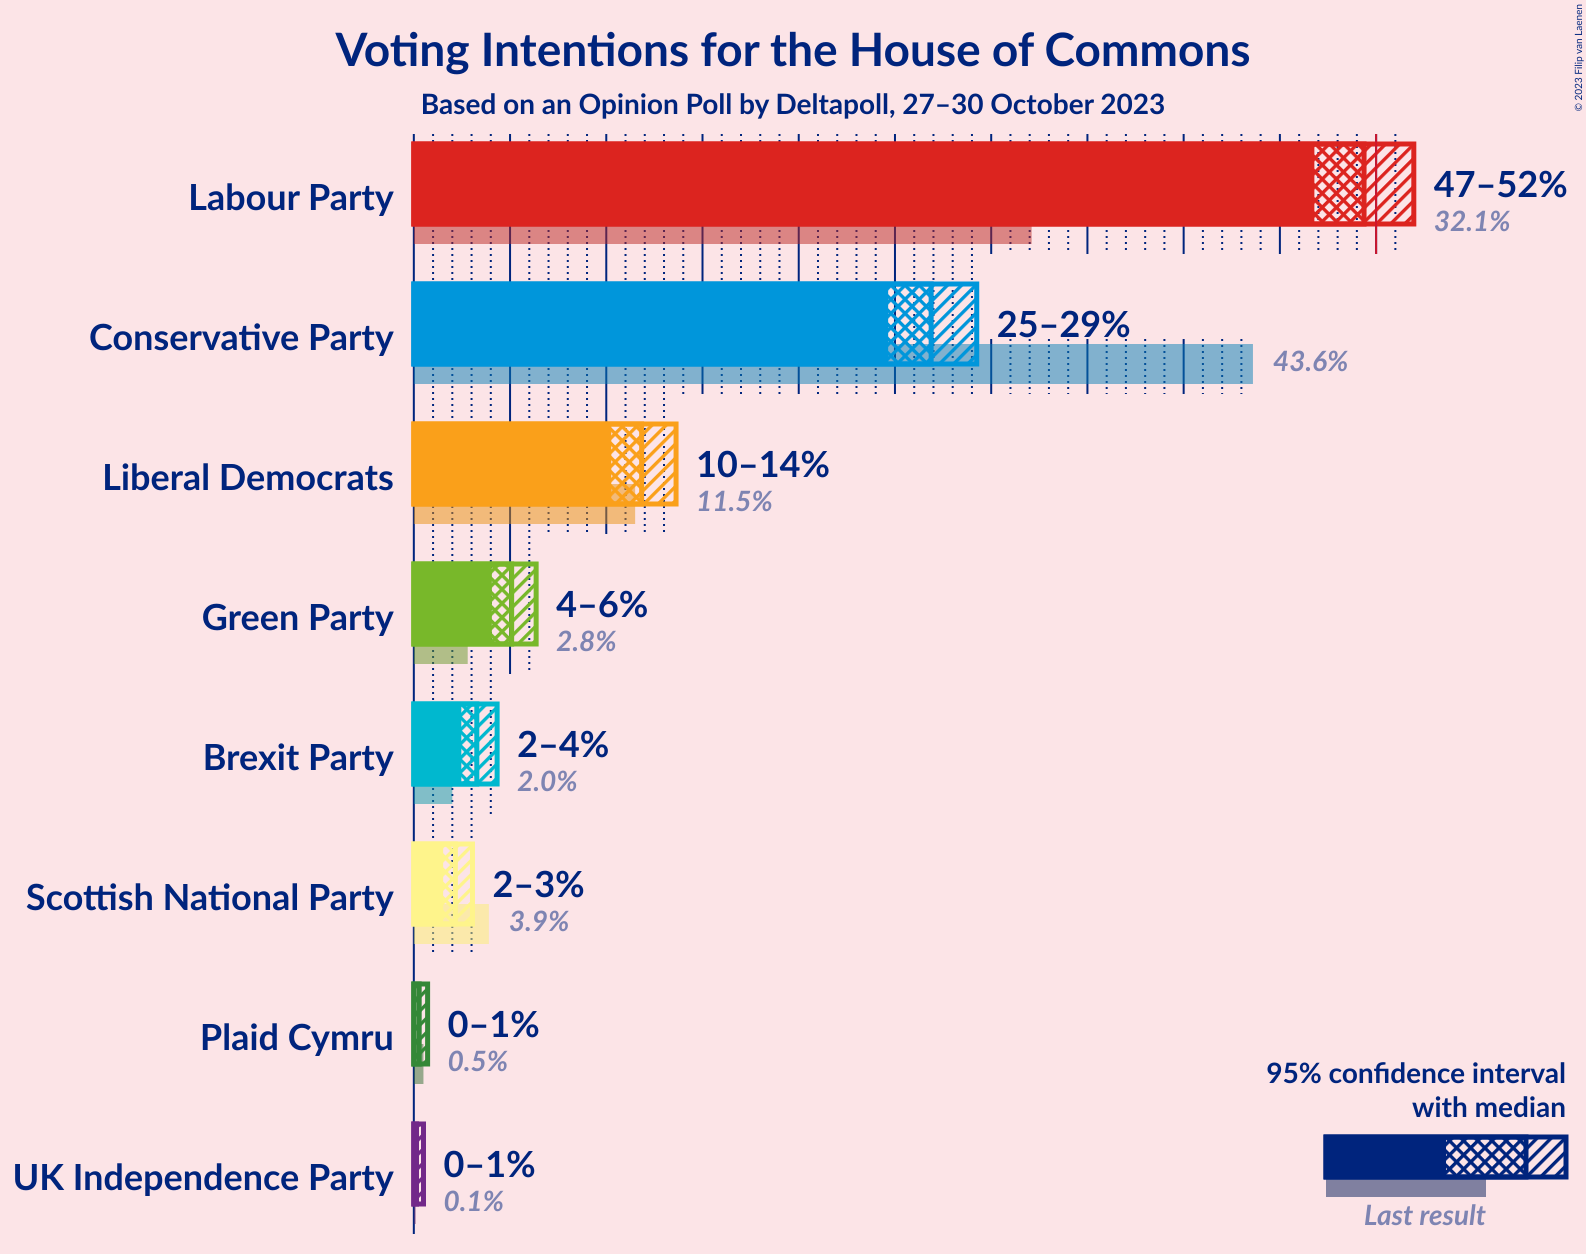 Voting Intentions for the House of Commons
Based on an Opinion Poll by Deltapoll, 27–30 October 2023
© 2023 Filip van Laenen
Labour Party
47–52%
32.1%
Conservative Party
25–29%
43.6%
Liberal Democrats
10–14%
11.5%
Green Party
4–6%
2.8%
Brexit Party
2–4%
2.0%
Scottish National Party
2–3%
3.9%
Plaid Cymru
0–1%
0.5%
UK Independence Party
0–1%
0.1%
95% confidence interval
with median
Last result